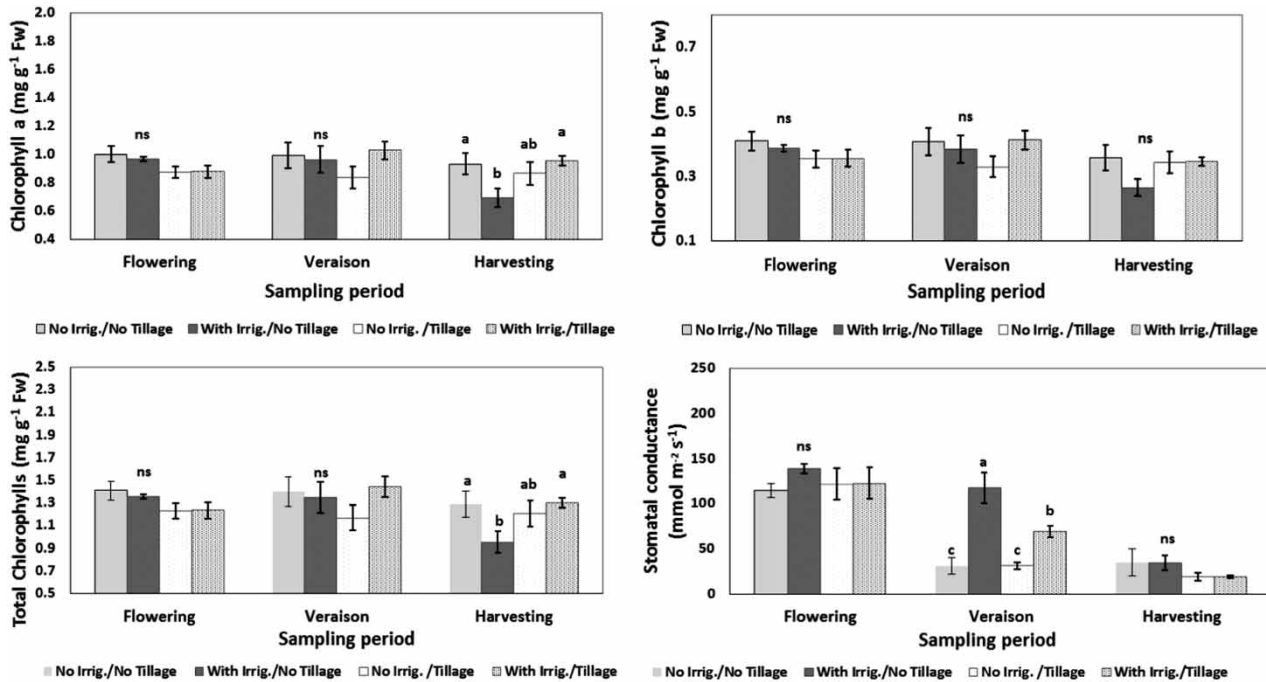 Chlorophyll a (mg g⁻¹ Fw)
2.0
1.8
1.6
1.4
1.2
1.0
0.8
0.6
0.4
ns
ns
a
b
ab
a
Flowering
Veraison
Harvesting
Sampling period
No Irrig./No Tillage
With Irrig./No Tillage
No Irrig. /Tillage
With Irrig./Tillage
Chlorophyll b (mg g⁻¹ Fw)
0.7
0.5
0.3
0.1
ns
ns
ns
Flowering
Veraison
Harvesting
Sampling period
No Irrig./No Tillage
With Irrig./No Tillage
No Irrig. /Tillage
With Irrig./Tillage
Total Chlorophylls (mg g⁻¹ Fw)
2.5
2.3
2.1
1.9
1.7
1.5
1.3
1.1
0.9
0.7
0.5
ns
ns
a
b
ab
a
Flowering
Veraison
Harvesting
Sampling period
No Irrig./No Tillage
With Irrig./No Tillage
No Irrig. /Tillage
With Irrig./Tillage
Stomatal conductance
(mmol m⁻² s⁻¹)
250
200
150
100
50
0
ns
c
a
c
b
ns
Flowering
Veraison
Harvesting
Sampling period
No Irrig./No Tillage
With Irrig./No Tillage
No Irrig. /Tillage
With Irrig./Tillage